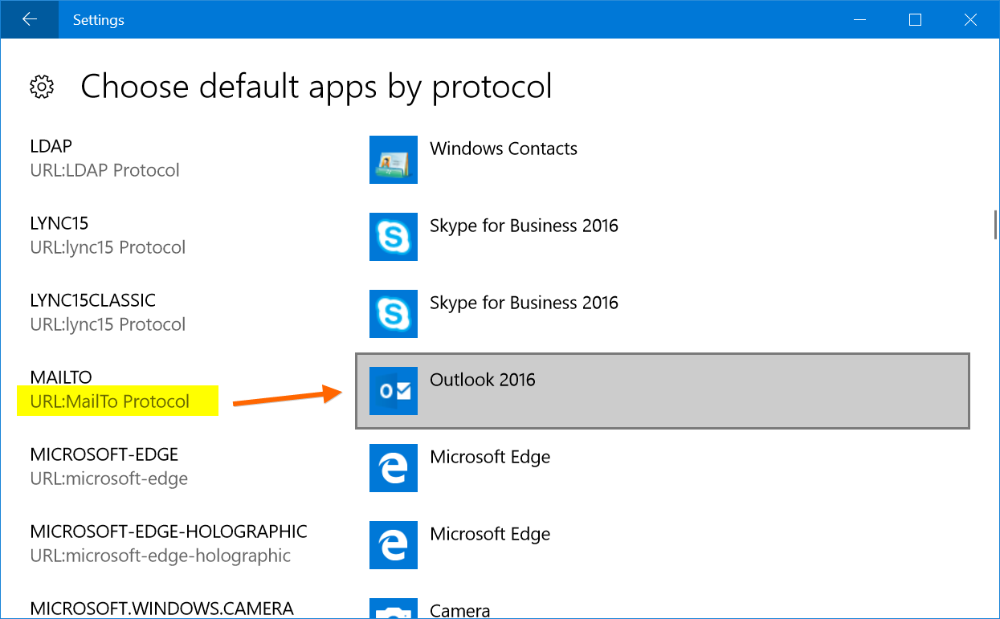 Settings
Choose default apps by protocol
LDAP
URL:LDAP Protocol
Windows Contacts
LYNC15
URL:lync15 Protocol
Skype for Business 2016
LYNC15CLASSIC
URL:lync15 Protocol
Skype for Business 2016
MAILTO
URL:MailTo Protocol
Outlook 2016
MICROSOFT-EDGE
URL:microsoft-edge
Microsoft Edge
MICROSOFT-EDGE-HOLOGRAPHIC
URL:microsoft-edge-holographic
Microsoft Edge
MICROSOFT.WINDOWS.CAMERA
Camera